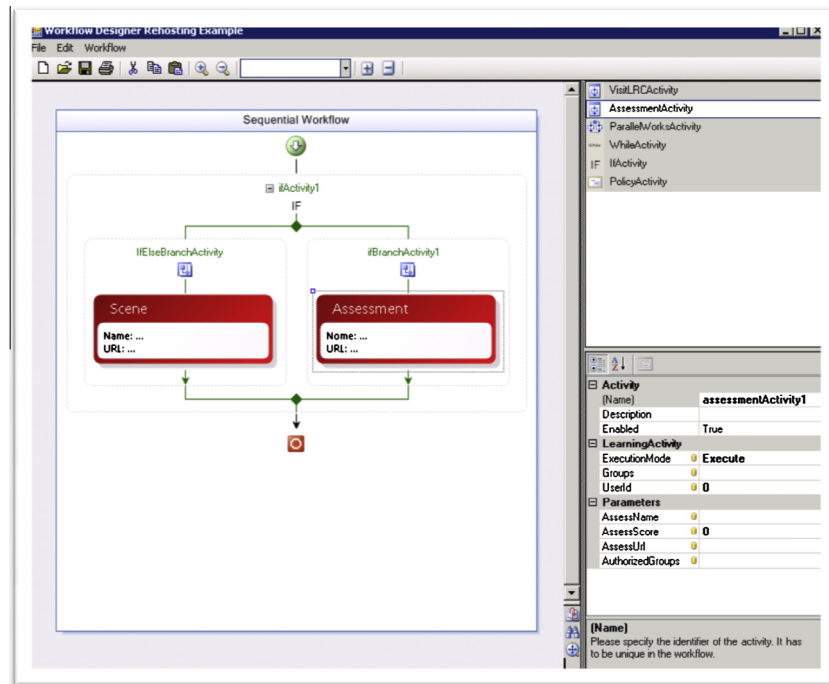 Workflow Designer Rehosting Example
File Edit Workflow
Sequential Workflow
ifActivity1
IF
IfElseBranchActivity
ifBranchActivity1
Scene
Name: ...
URL: ...
Assessment
Nome: ...
URL: ...
VisitLRCActivity
AssessmentActivity
ParallelWorksActivity
WhileActivity
IF IfActivity
PolicyActivity
Activity
(Name) assessmentActivity1
Description
Enabled True
LearningActivity
ExecutionMode Execute
Groups
UserId 0
Parameters
AssessName
AssessScore 0
AssessUrl
AuthorizedGroups
(Name)
Please specify the identifier of the activity. It has
to be unique in the workflow.